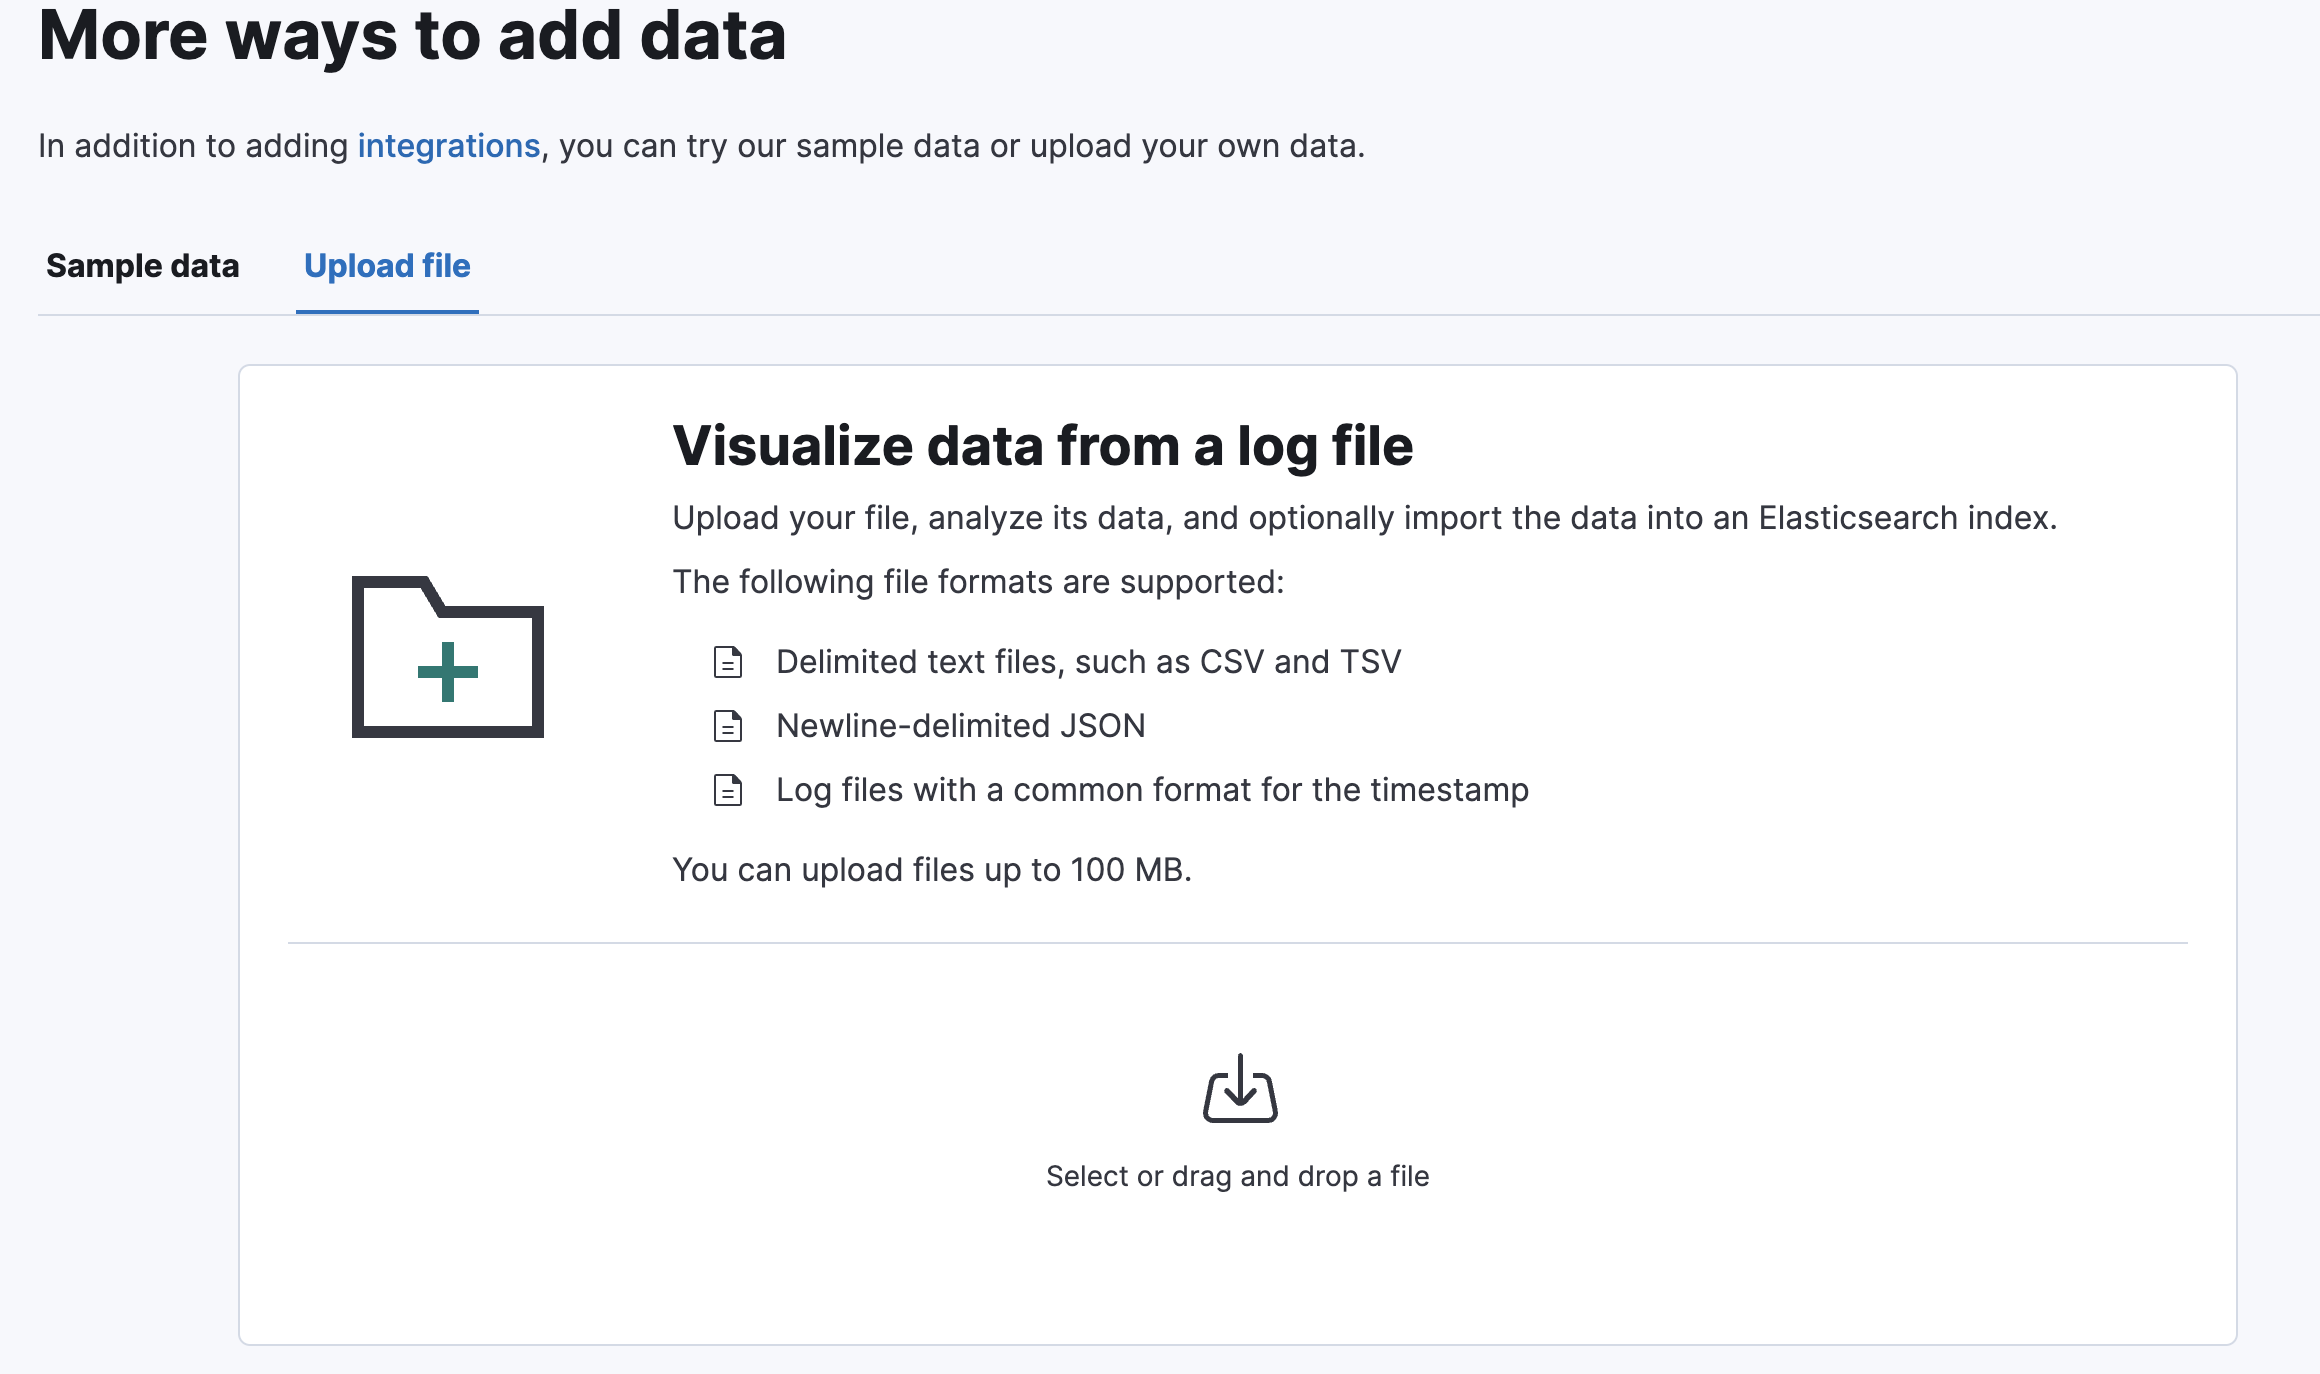 More ways to add data
In addition to adding integrations, you can try our sample data or upload your own data.
Sample data
Upload file
Visualize data from a log file
Upload your file, analyze its data, and optionally import the data into an Elasticsearch index.
The following file formats are supported:
Delimited text files, such as CSV and TSV
Newline-delimited JSON
Log files with a common format for the timestamp
You can upload files up to 100 MB.
Select or drag and drop a file